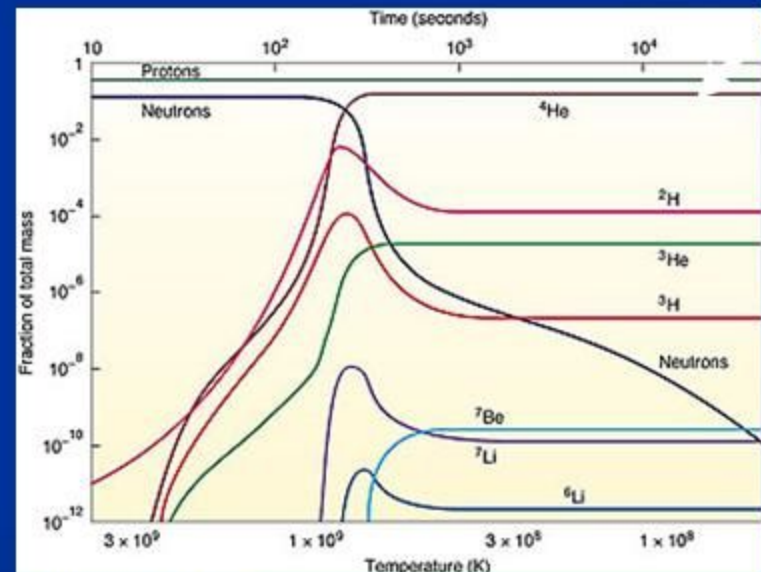 Time (seconds)
10 10² 10³ 10⁴
1
Protons
Neutrons
⁴He
10⁻²
²H
10⁻⁴
³He
10⁻⁶
³H
10⁻⁸
Neutrons
⁷Be
10⁻¹⁰
⁷Li
⁶Li
10⁻¹²
Fraction of total mass
3 × 10⁹ 1 × 10⁹ 3 × 10⁸ 1 × 10⁸
Temperature (K)